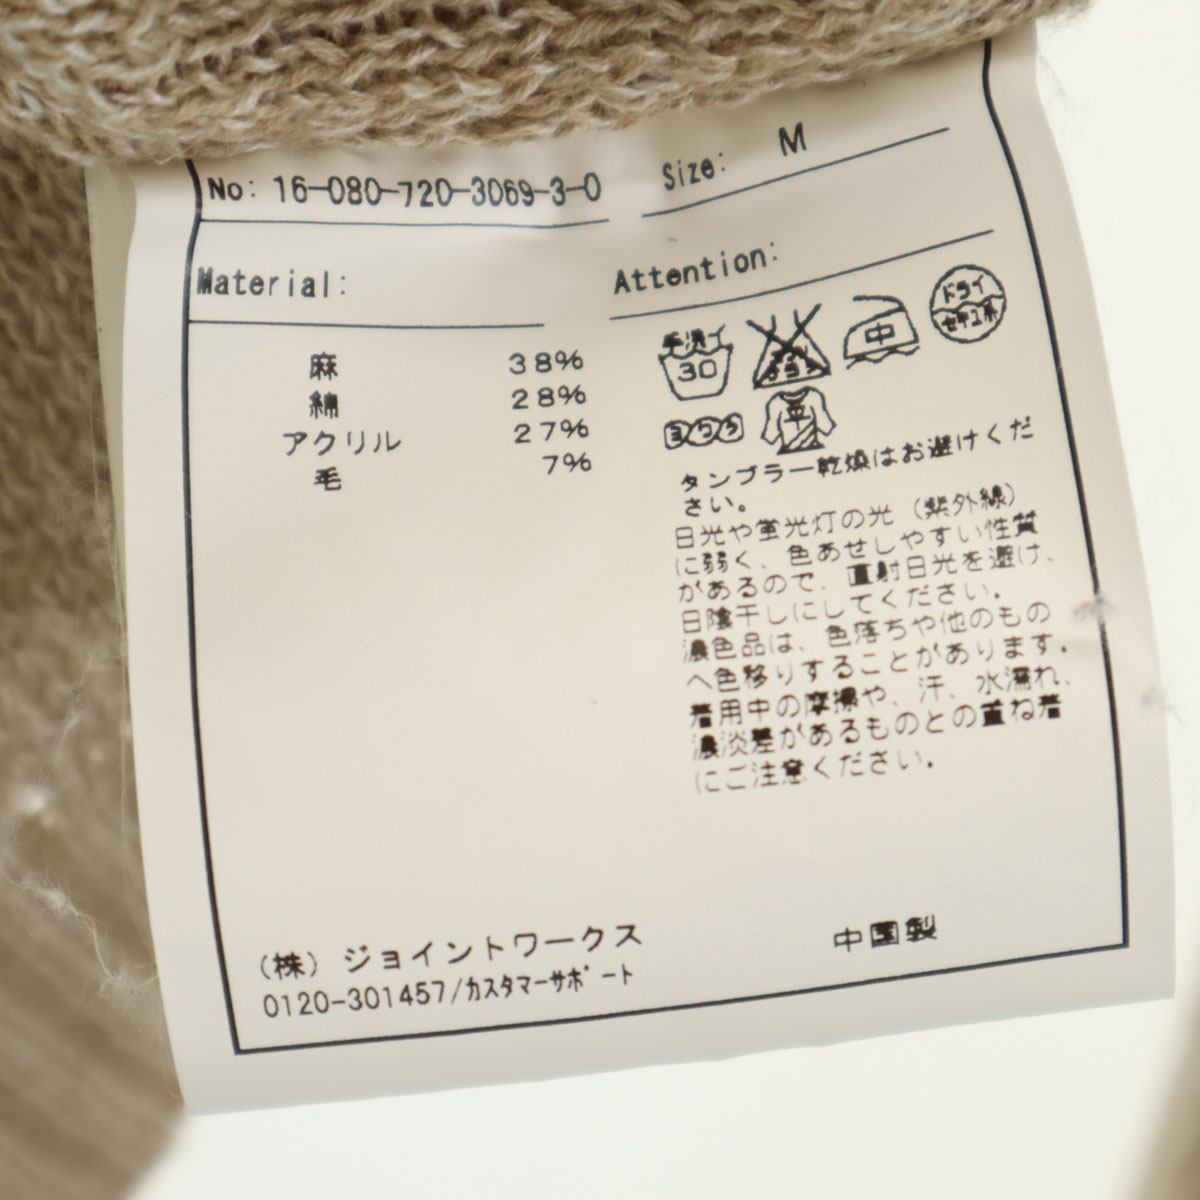 No: 16-080-720-3069-3-0
Size: M
Material:
麻 38%
綿 28%
アクリル 27%
毛 7%
Attention:
手洗イ
30
中
ドライ
セキユ系
タンブラー乾燥はお避けくだ
さい。
日光や蛍光灯の光（紫外線）
に弱く、色あせしやすい性質
があるので、直射日光を避け、
日陰干しにしてください。
濃色品は、色落ちや他のもの
へ色移りすることがあります。
着用中の摩擦や、汗、水濡れ、
濃淡差があるものとの重ね着
にご注意ください。
(株) ジョイントワークス
0120-301457/カスタマーサポート
中国製